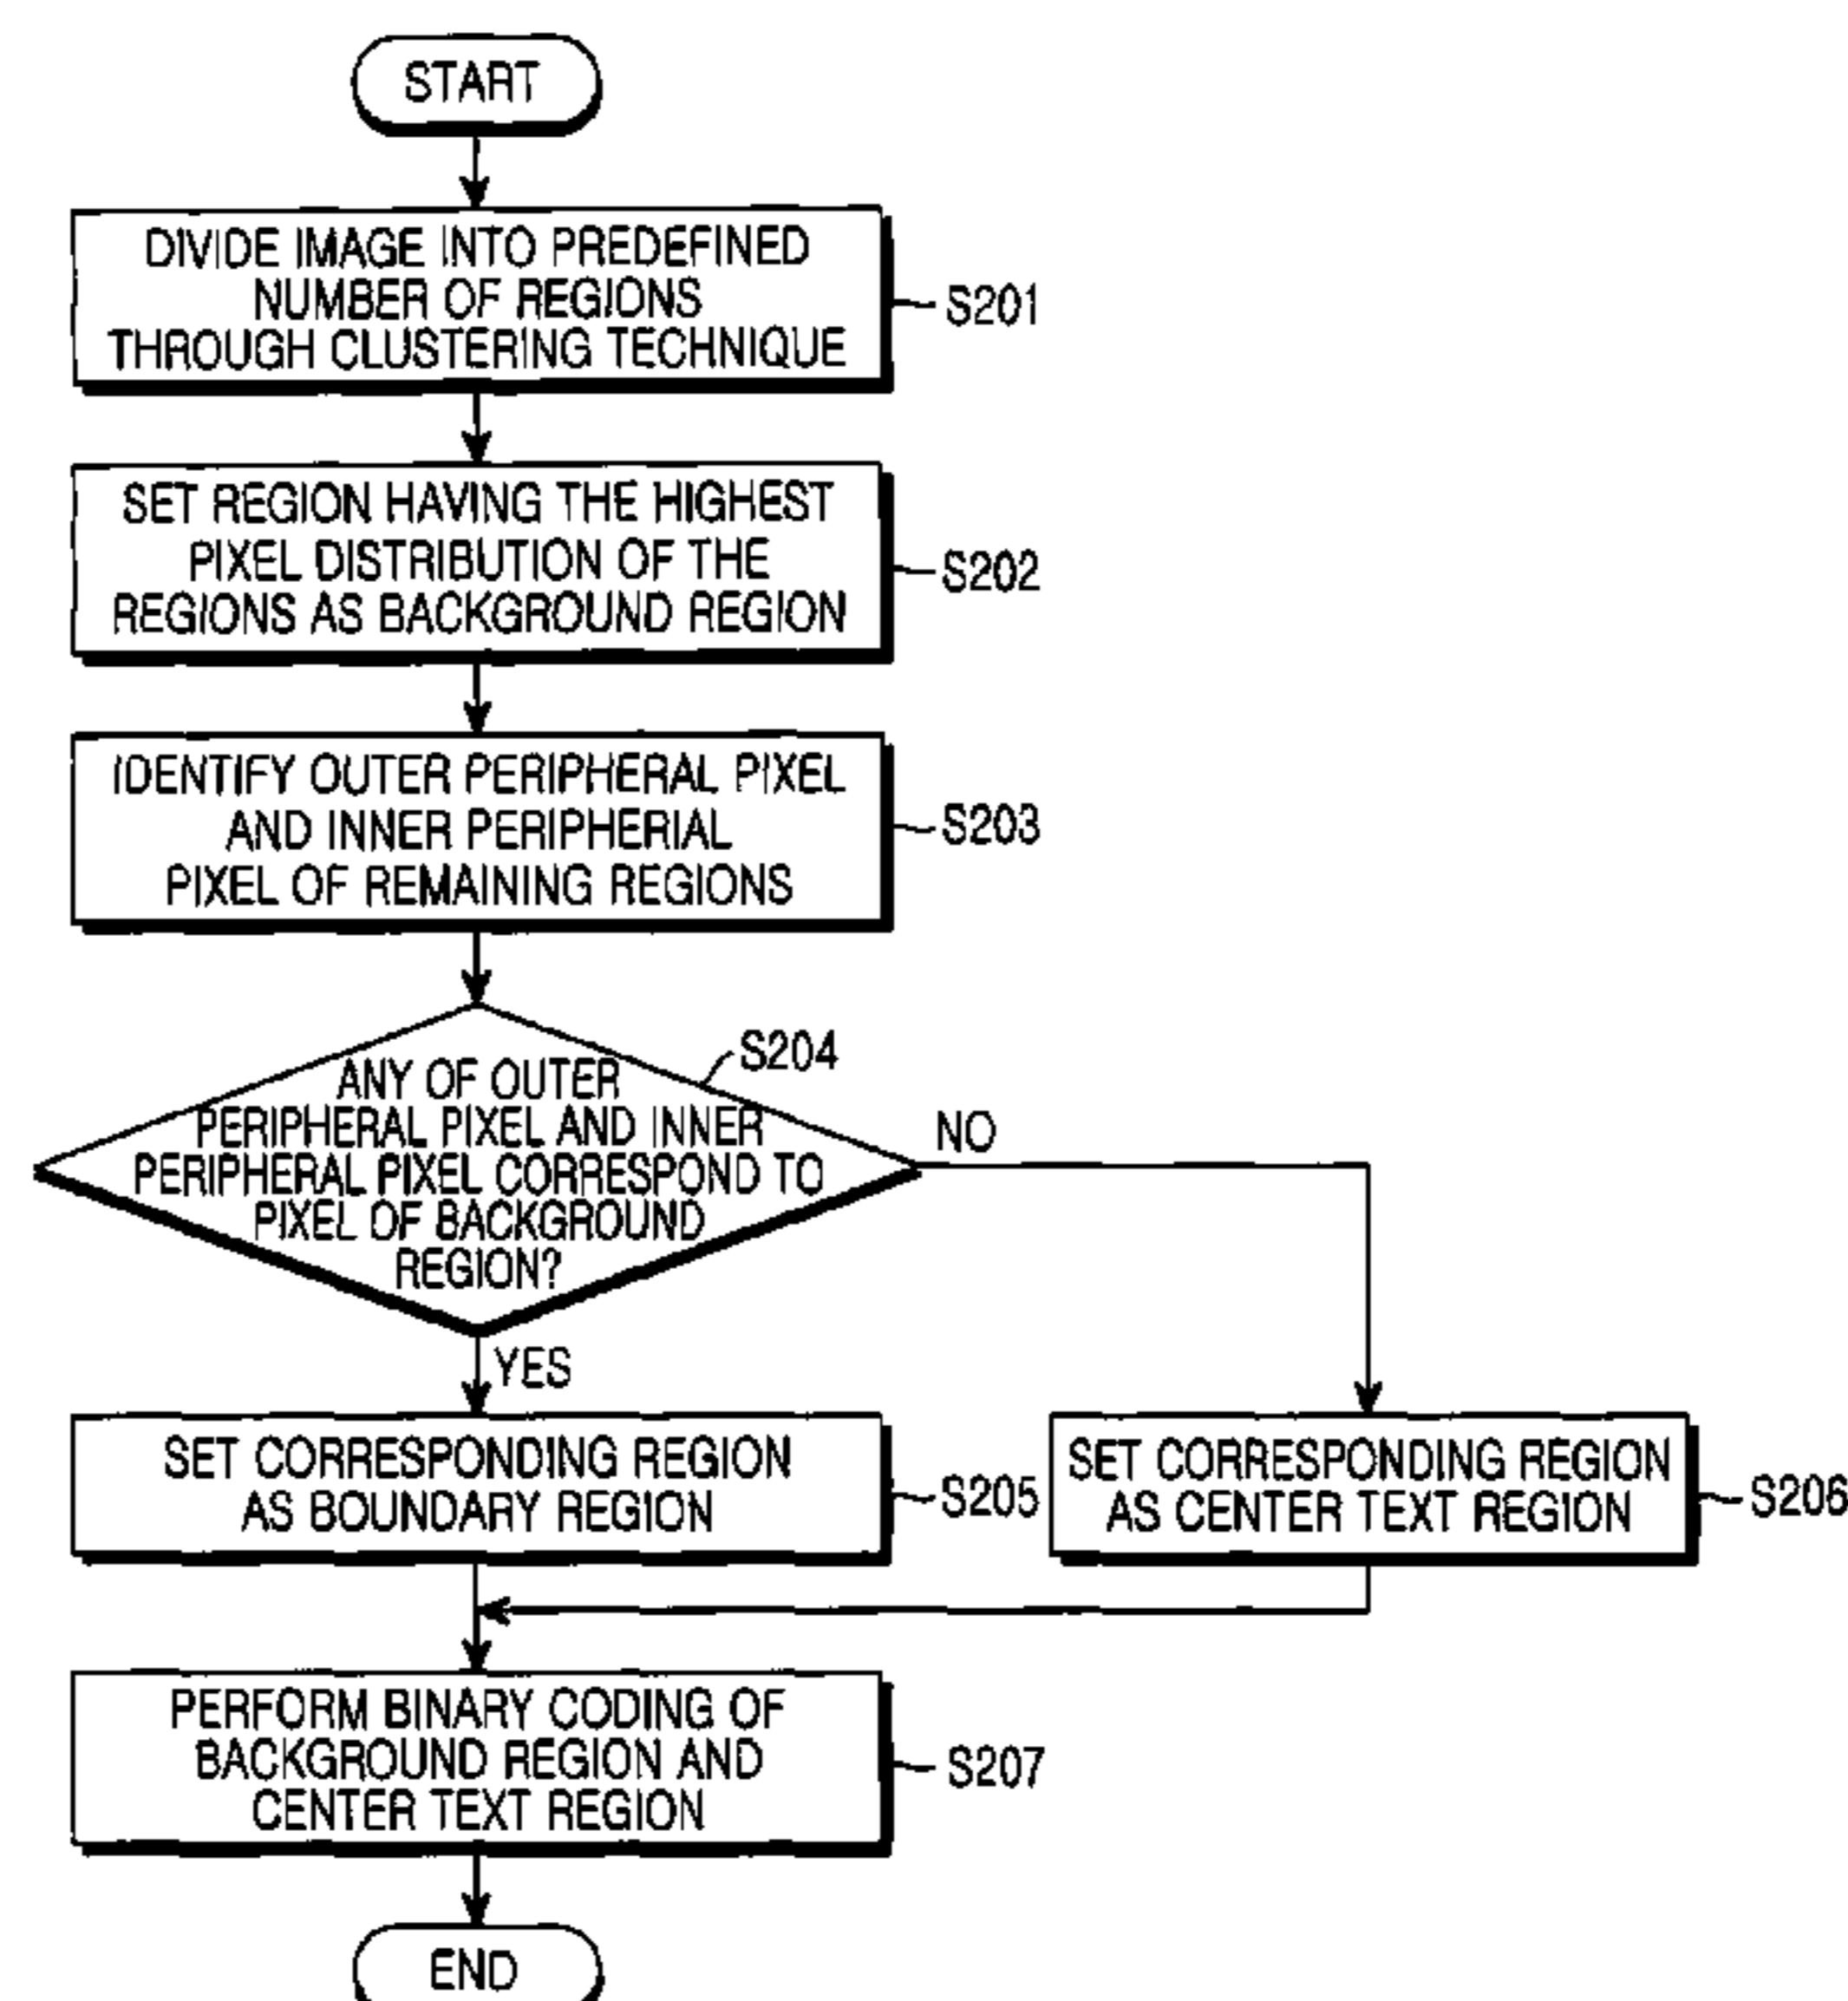 START
DIVIDE IMAGE INTO PREDEFINED
NUMBER OF REGIONS
THROUGH CLUSTERING TECHNIQUE
S201
SET REGION HAVING THE HIGHEST
PIXEL DISTRIBUTION OF THE
REGIONS AS BACKGROUND REGION
S202
IDENTIFY OUTER PERIPHERAL PIXEL
AND INNER PERIPHERIAL
PIXEL OF REMAINING REGIONS
S203
S204
ANY OF OUTER
PERIPHERAL PIXEL AND INNER
PERIPHERAL PIXEL CORRESPOND TO
PIXEL OF BACKGROUND
REGION?
NO
YES
SET CORRESPONDING REGION
AS BOUNDARY REGION
S205
SET CORRESPONDING REGION
AS CENTER TEXT REGION
S206
PERFORM BINARY CODING OF
BACKGROUND REGION AND
CENTER TEXT REGION
S207
END